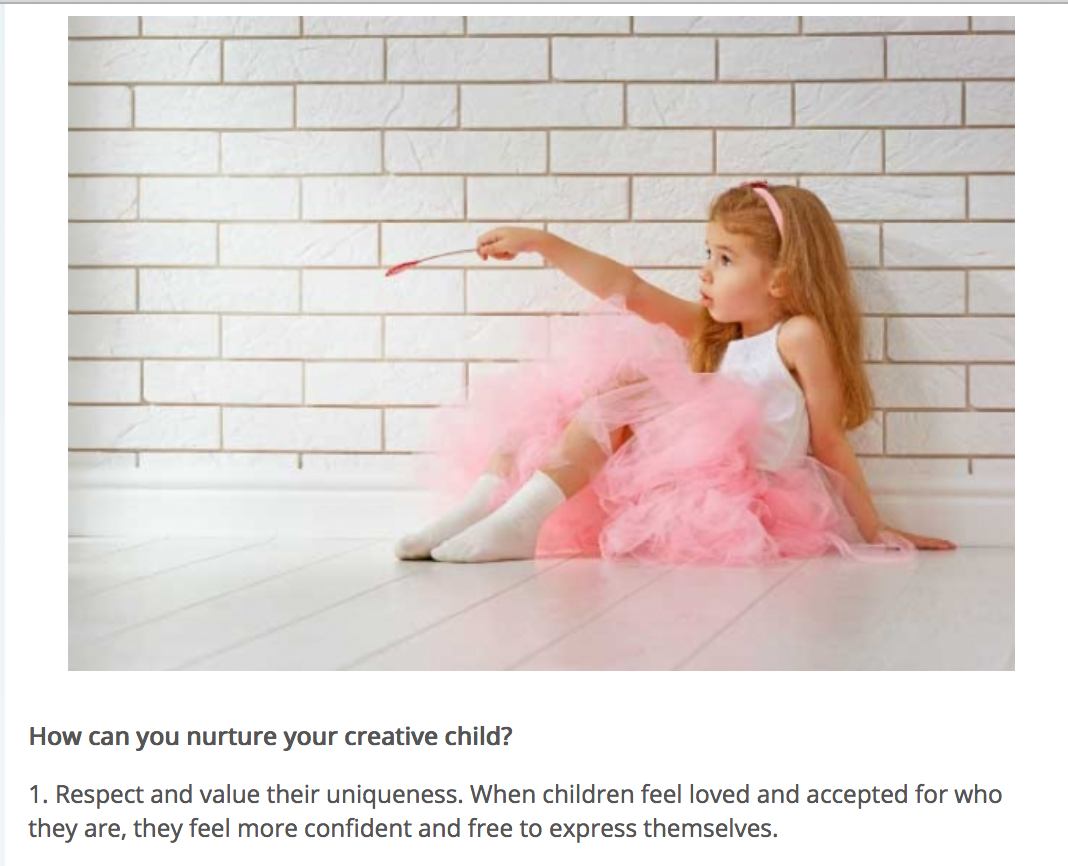 How can you nurture your creative child?
1. Respect and value their uniqueness. When children feel loved and accepted for who
they are, they feel more confident and free to express themselves.